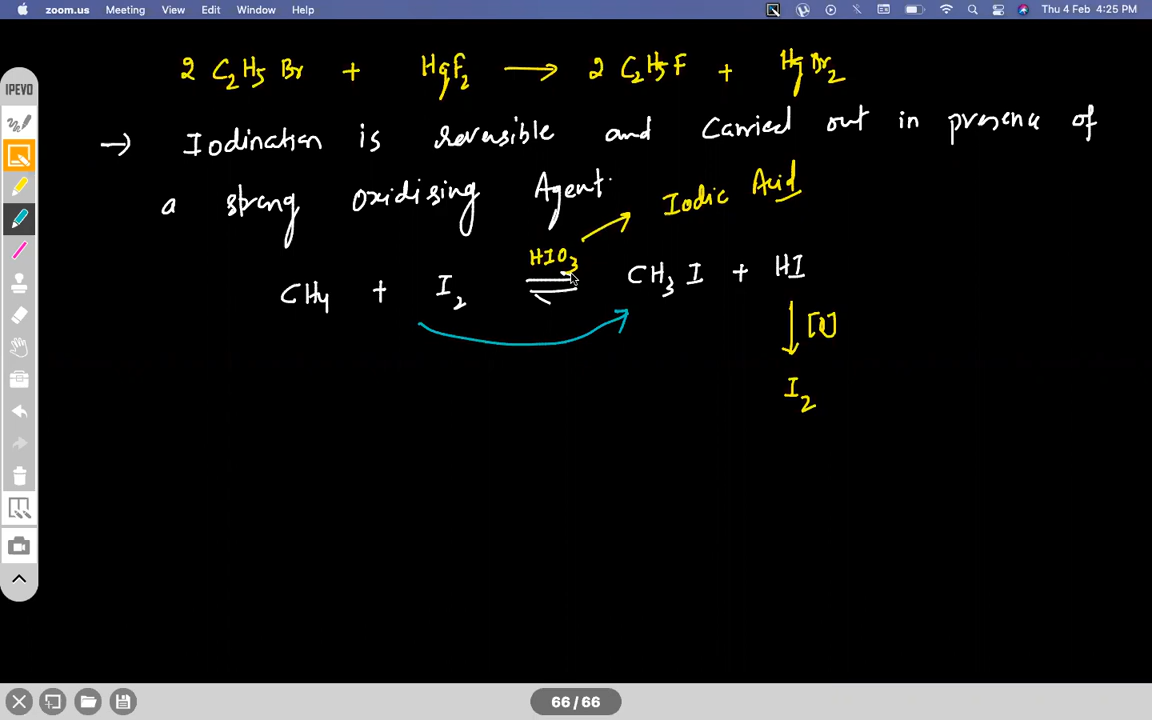 zoom.us Meeting View Edit Window Help Thu 4 Feb 4:25 PM
IPEVO
2 C2H5 Br + HgF2 → 2 C2H5F + HgBr2
→ Iodination is reversible and Carried out in presence of
a strong oxidising Agent.
Iodic Acid
HIO3
CH4 + I2 ⇌ CH3 I + HI
↓ [O]
I2
66 / 66